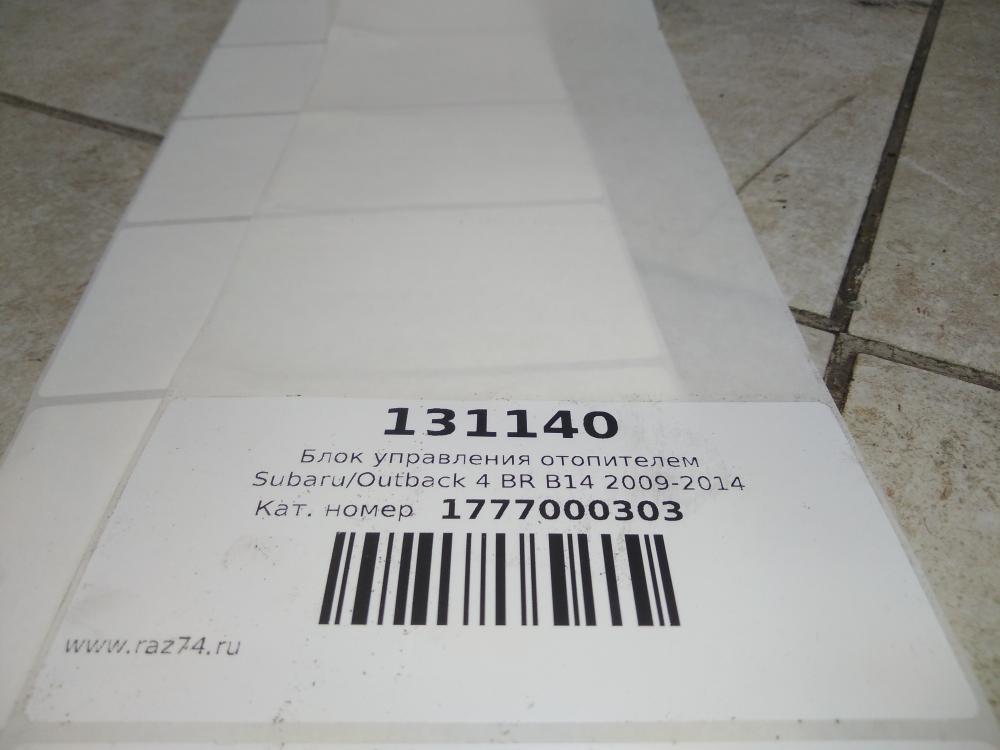 131140
Блок управления отопителем
Subaru/Outback 4 BR B14 2009-2014
Кат. номер 1777000303
www.raz74.ru